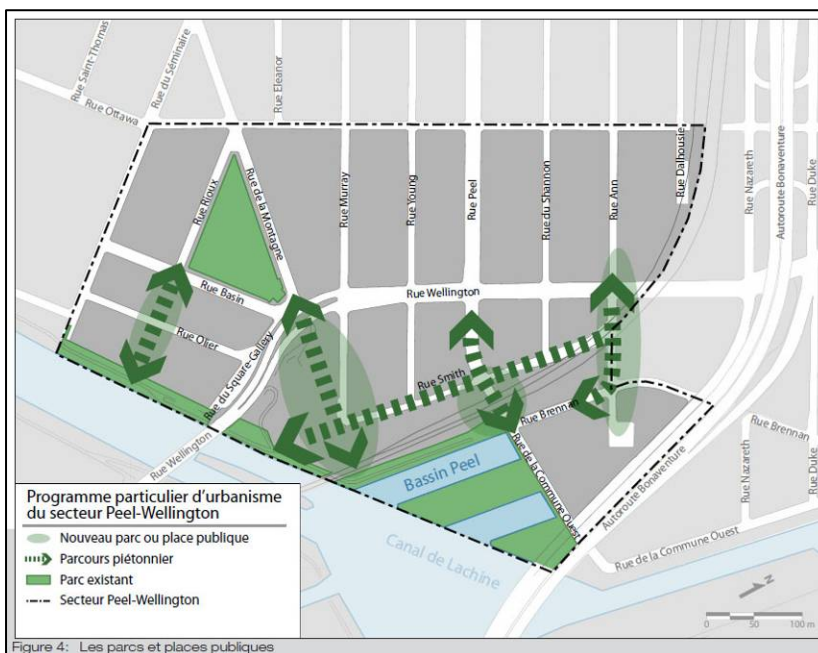 Rue Saint-Thomas
Rue du Séminaire
Rue Ottawa
Rue Eleanor
Rue Dalhousie
Rue Rioux
Rue de la Montagne
Rue Murray
Rue Young
Rue Peel
Rue du Shannon
Rue Ann
Rue Nazareth
Autoroute Bonaventure
Rue Duke
Rue Basin
Rue Wellington
Rue Olier
Rue du Square-Gallery
Rue Smith
Rue Brennan
Rue Wellington
Bassin Peel
Rue de la Commune Ouest
Autoroute Bonaventure
Rue Nazareth
Rue Brennan
Rue Duke
Canal de Lachine
Rue de la Commune Ouest
Programme particulier d'urbanisme
du secteur Peel-Wellington
Nouveau parc ou place publique
Parcours piétonnier
Parc existant
Secteur Peel-Wellington
N
0 50 100 m
Figure 4: Les parcs et places publiques